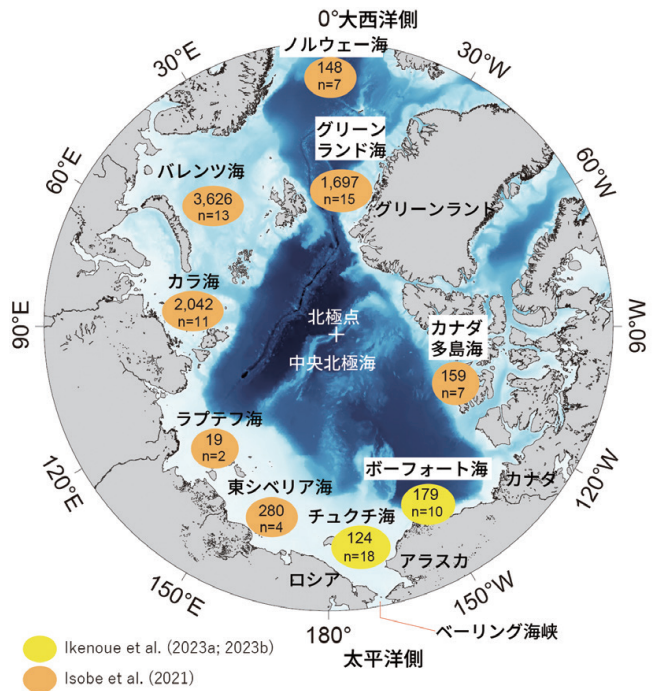 0°大西洋側
ノルウェー海
148
n=7
30°E
30°W
グリーン
ランド海
1,697
n=15
バレンツ海
3,626
n=13
60°E
60°W
グリーンランド
カラ海
2,042
n=11
90°E
90°W
北極点
中央北極海
カナダ
多島海
159
n=7
ラプテフ海
19
n=2
120°E
120°W
ボーフォート海
179
n=10
カナダ
東シベリア海
280
n=4
チュクチ海
124
n=18
アラスカ
ロシア
150°E
150°W
180°
太平洋側
ベーリング海峡
Ikenoue et al. (2023a; 2023b)
Isobe et al. (2021)